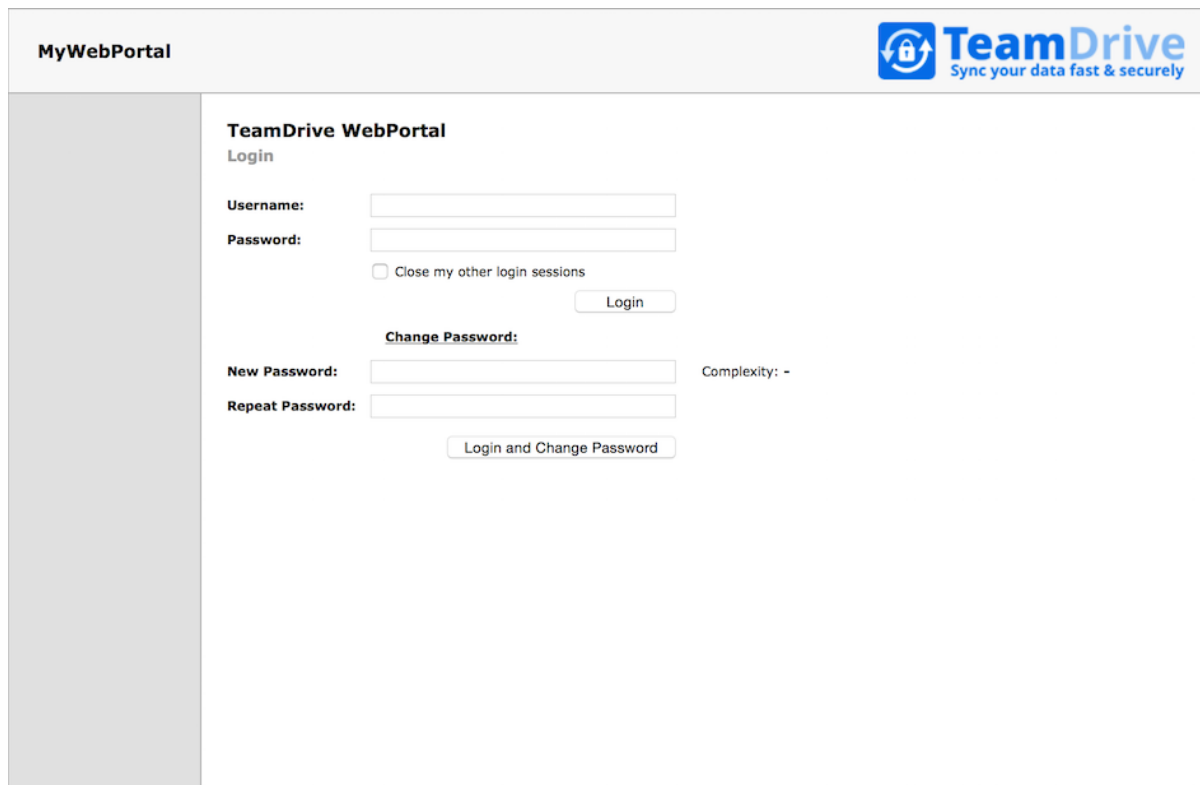 MyWebPortal
TeamDrive
Sync your data fast & securely
TeamDrive WebPortal
Login
Username:
Password:
Close my other login sessions
Login
Change Password:
New Password:
Complexity: -
Repeat Password:
Login and Change Password